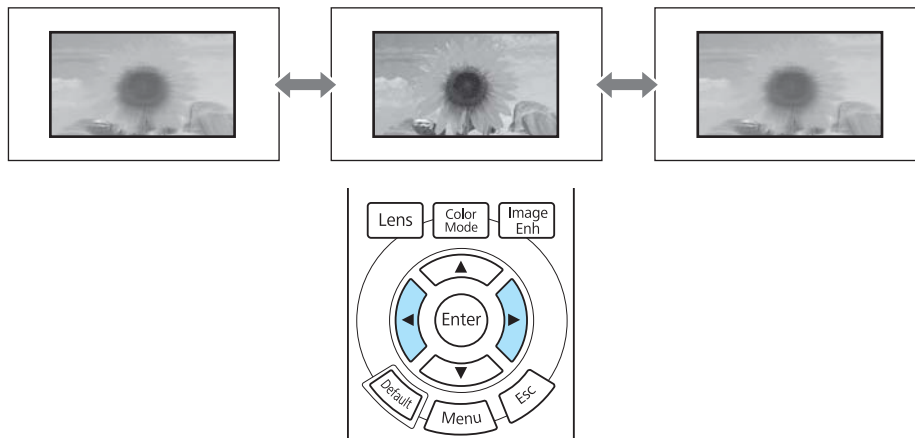 Lens
Color
Mode
Image
Enh
Enter
Default
Menu
Esc